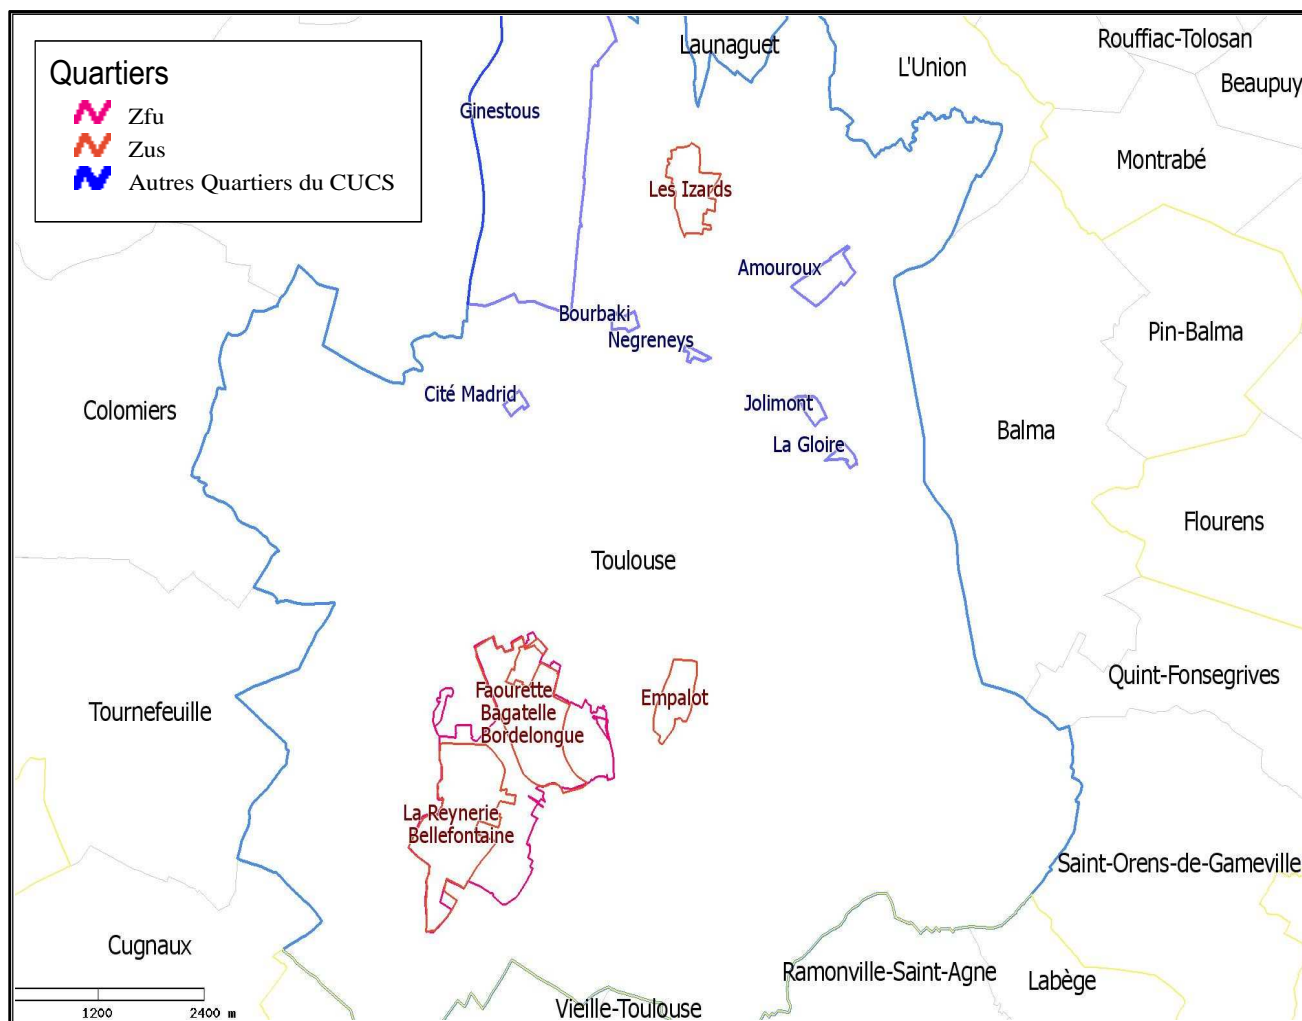 Quartiers
Zfu
Zus
Autres Quartiers du CUCS
Launaguet
L'Union
Rouffiac-Tolosan
Beaupuy
Ginestous
Montrabé
Les Izards
Amouroux
Bourbaki
Negreneys
Pin-Balma
Cité Madrid
Jolimont
Colomiers
La Gloire
Balma
Flourens
Toulouse
Quint-Fonsegrives
Tournefeuille
Faourette
Bagatelle
Bordelongue
Empalot
La Reynerie
Bellefontaine
Saint-Orens-de-Gameville
Cugnaux
Ramonville-Saint-Agne
Labège
Vieille-Toulouse
1200 2400 m